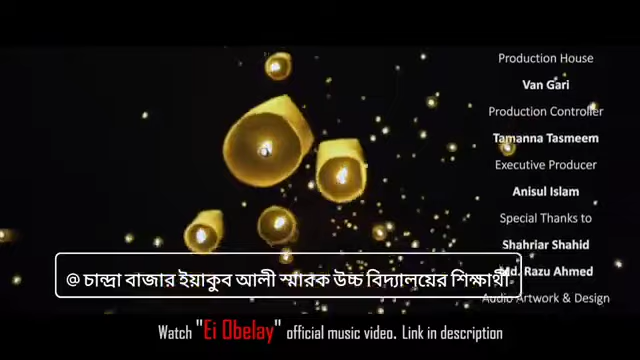 Production House
Van Gari
Production Controller
Tamanna Tasmeem
Executive Producer
Anisul Islam
Special Thanks to
Shahriar Shahid
Md. Razu Ahmed
@ চান্দ্রা বাজার ইয়াকুব আলী স্মারক উচ্চ বিদ্যালয়ের শিক্ষার্থী
Audio Artwork & Design
Watch "Ei Obelay" official music video. Link in description